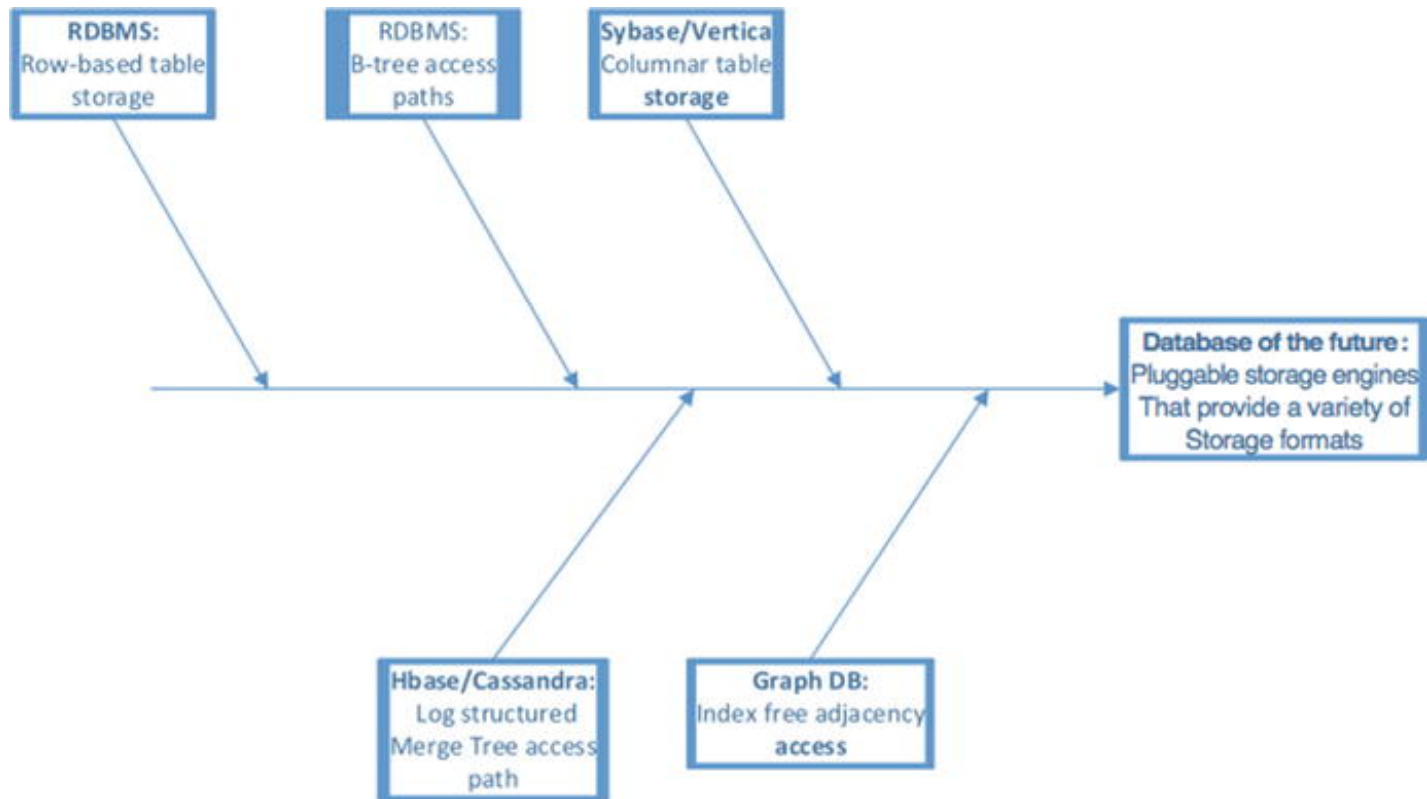 RDBMS:
Row-based table
storage
RDBMS:
B-tree access
paths
Sybase/Vertica
Columnar table
storage
Database of the future :
Pluggable storage engines
That provide a variety of
Storage formats
Hbase/Cassandra:
Log structured
Merge Tree access
path
Graph DB:
Index free adjacency
access